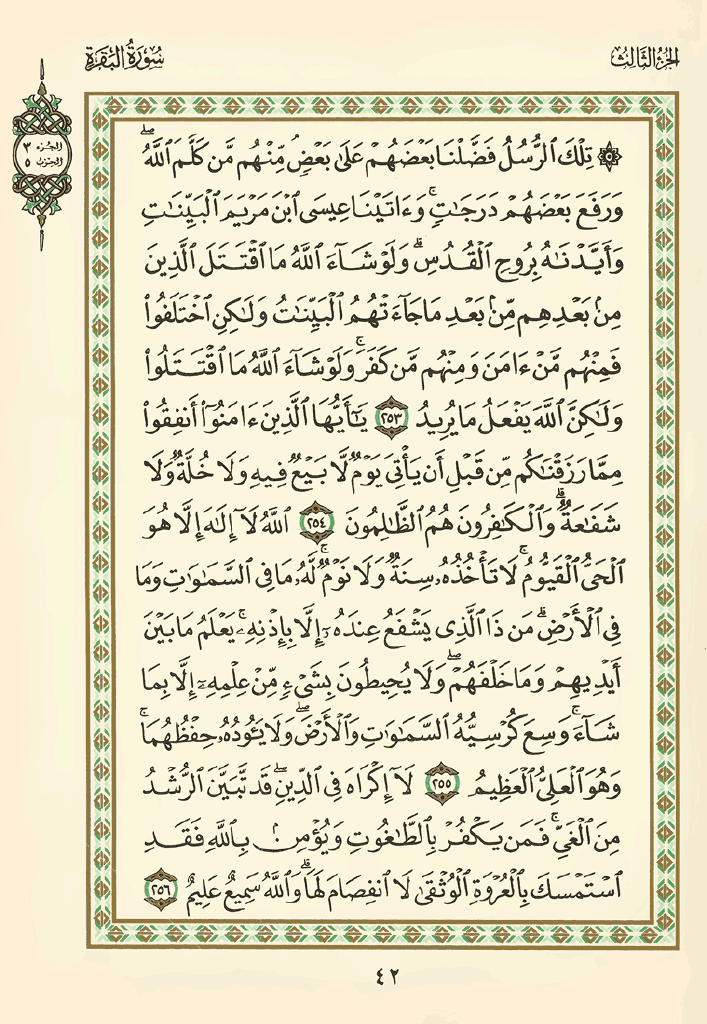 الجزء الثالث
سورة البقرة
الجزء ٣
الحزب ٥
۞ تِلْكَ ٱلرُّسُلُ فَضَّلْنَا بَعْضَهُمْ عَلَىٰ بَعْضٍ مِّنْهُم مَّن كَلَّمَ ٱللَّهُ ۖ
وَرَفَعَ بَعْضَهُمْ دَرَجَـٰتٍ ۚ وَءَاتَيْنَا عِيسَى ٱبْنَ مَرْيَمَ ٱلْبَيِّنَـٰتِ
وَأَيَّدْنَـٰهُ بِرُوحِ ٱلْقُدُسِ ۗ وَلَوْ شَآءَ ٱللَّهُ مَا ٱقْتَتَلَ ٱلَّذِينَ
مِنۢ بَعْدِهِم مِّنۢ بَعْدِ مَا جَآءَتْهُمُ ٱلْبَيِّنَـٰتُ وَلَـٰكِنِ ٱخْتَلَفُوا۟
فَمِنْهُم مَّنْ ءَامَنَ وَمِنْهُم مَّن كَفَرَ ۚ وَلَوْ شَآءَ ٱللَّهُ مَا ٱقْتَتَلُوا۟
وَلَـٰكِنَّ ٱللَّهَ يَفْعَلُ مَا يُرِيدُ ٢٥٣ يَـٰٓأَيُّهَا ٱلَّذِينَ ءَامَنُوٓا۟ أَنفِقُوا۟
مِمَّا رَزَقْنَـٰكُم مِّن قَبْلِ أَن يَأْتِىَ يَوْمٌ لَّا بَيْعٌ فِيهِ وَلَا خُلَّةٌ وَلَا
شَفَـٰعَةٌ ۗ وَٱلْكَـٰفِرُونَ هُمُ ٱلظَّـٰلِمُونَ ٢٥٤ ٱللَّهُ لَآ إِلَـٰهَ إِلَّا هُوَ
ٱلْحَىُّ ٱلْقَيُّومُ ۚ لَا تَأْخُذُهُۥ سِنَةٌ وَلَا نَوْمٌ ۚ لَّهُۥ مَا فِى ٱلسَّمَـٰوَٰتِ وَمَا
فِى ٱلْأَرْضِ ۗ مَن ذَا ٱلَّذِى يَشْفَعُ عِندَهُۥٓ إِلَّا بِإِذْنِهِۦ ۚ يَعْلَمُ مَا بَيْنَ
أَيْدِيهِمْ وَمَا خَلْفَهُمْ ۖ وَلَا يُحِيطُونَ بِشَىْءٍ مِّنْ عِلْمِهِۦٓ إِلَّا بِمَا
شَآءَ ۚ وَسِعَ كُرْسِيُّهُ ٱلسَّمَـٰوَٰتِ وَٱلْأَرْضَ ۖ وَلَا يَـُٔودُهُۥ حِفْظُهُمَا ۚ
وَهُوَ ٱلْعَلِىُّ ٱلْعَظِيمُ ٢٥٥ لَآ إِكْرَاهَ فِى ٱلدِّينِ ۖ قَد تَّبَيَّنَ ٱلرُّشْدُ
مِنَ ٱلْغَىِّ ۚ فَمَن يَكْفُرْ بِٱلطَّـٰغُوتِ وَيُؤْمِنۢ بِٱللَّهِ فَقَدِ
ٱسْتَمْسَكَ بِٱلْعُرْوَةِ ٱلْوُثْقَىٰ لَا ٱنفِصَامَ لَهَا ۗ وَٱللَّهُ سَمِيعٌ عَلِيمٌ ٢٥٦
٤٢